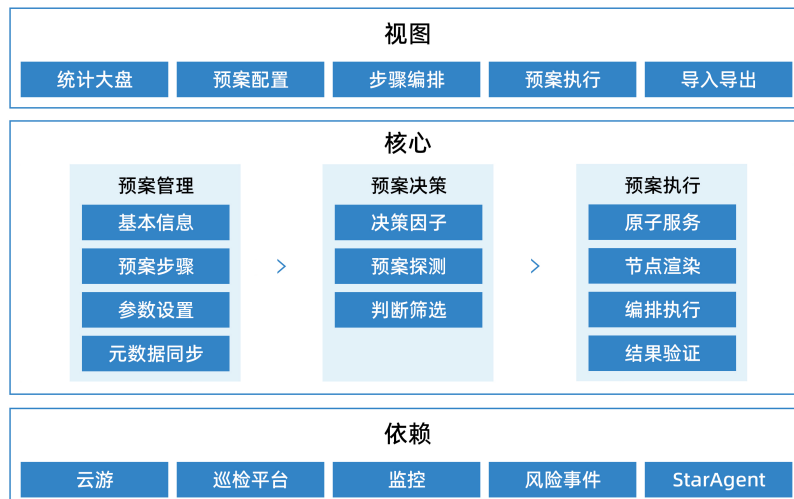 视图
统计大盘 预案配置 步骤编排 预案执行 导入导出
核心
预案管理
基本信息
预案步骤
参数设置
元数据同步
>
预案决策
决策因子
预案探测
判断筛选
>
预案执行
原子服务
节点渲染
编排执行
结果验证
依赖
云游 巡检平台 监控 风险事件 StarAgent